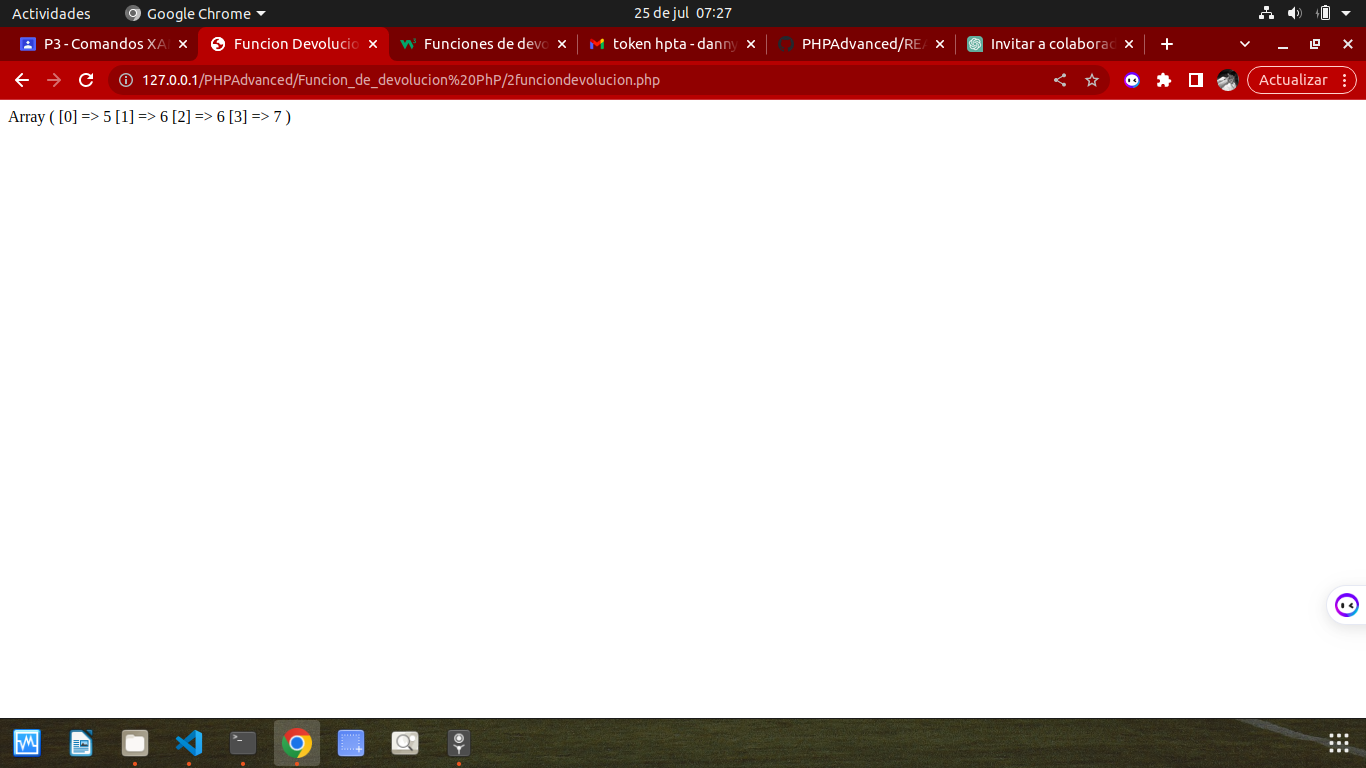 Actividades Google Chrome 25 de jul 07:27
P3 - Comandos XA Funcion Devolucio Funciones de devo token hpta - danny PHPAdvanced/REA Invitar a colaborad
127.0.0.1/PHPAdvanced/Funcion_de_devolucion%20PhP/2funciondevolucion.php Actualizar
Array ( [0] => 5 [1] => 6 [2] => 6 [3] => 7 )